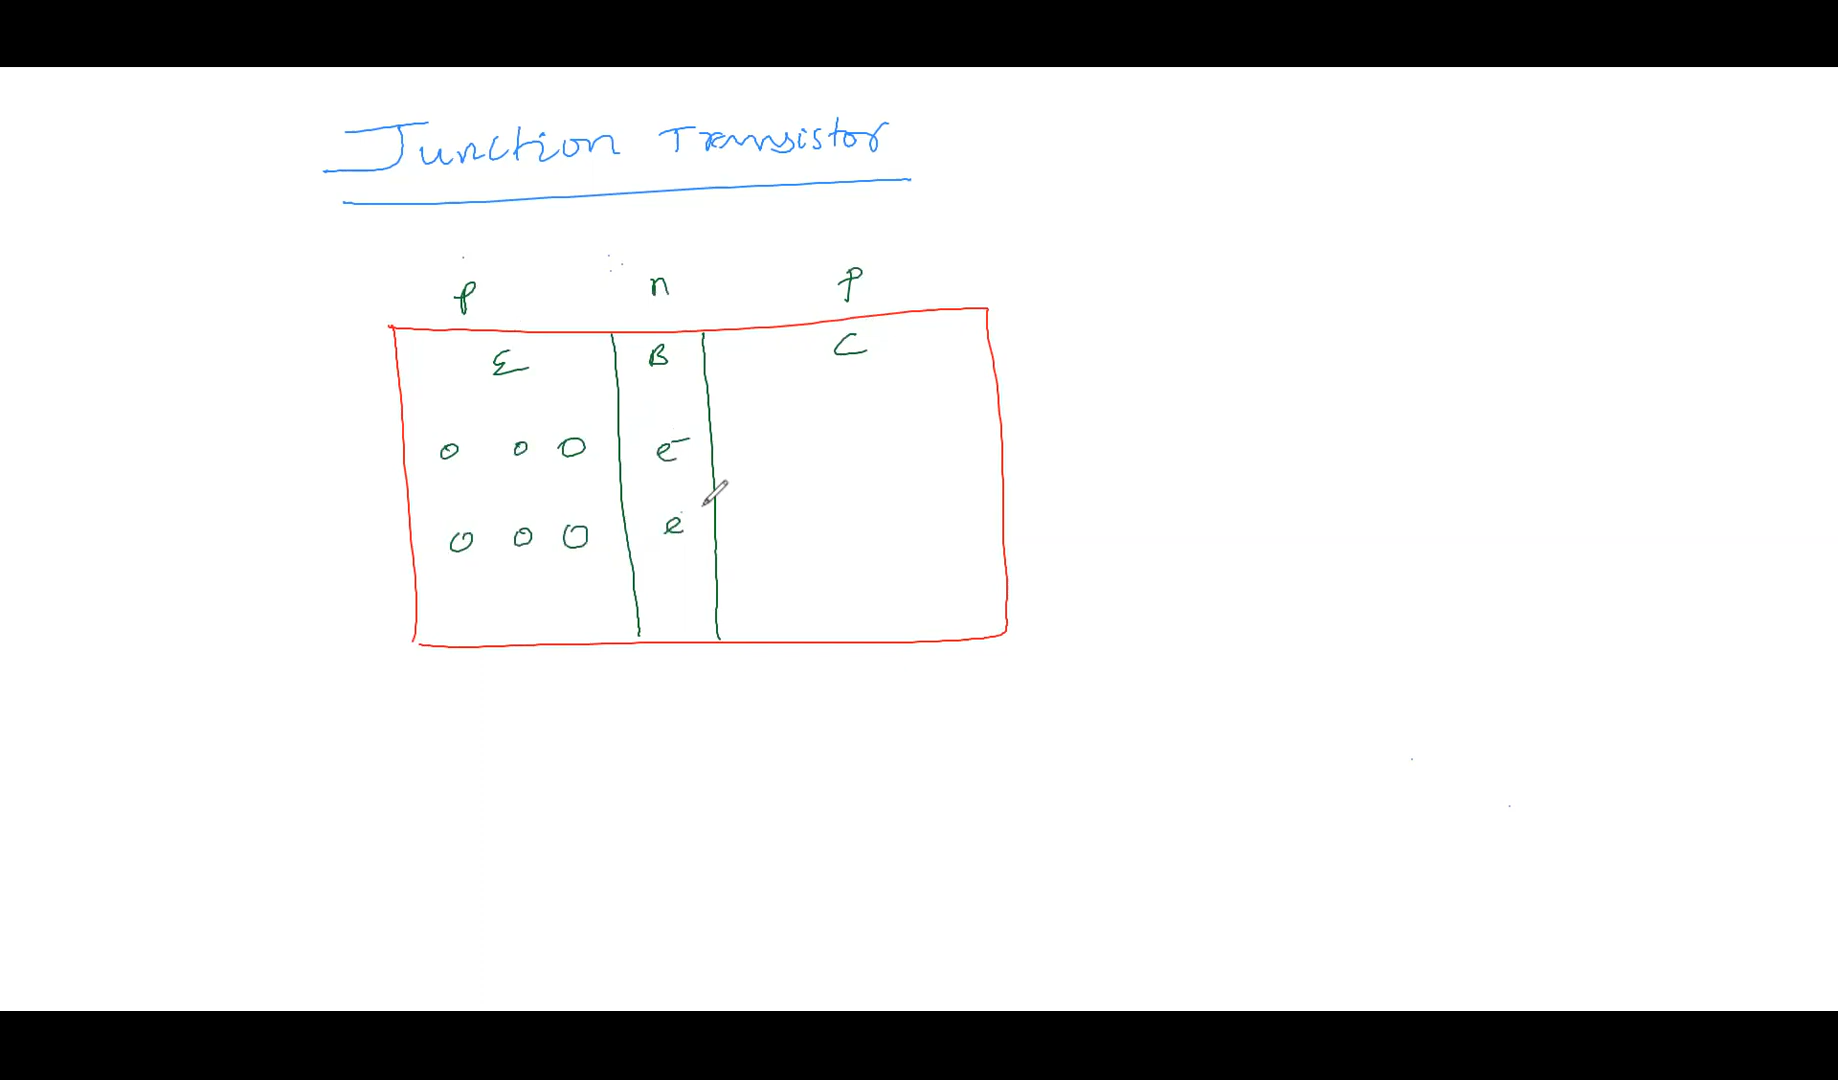 Junction Transistor
p n p
E B C
o o o e-
o o o e